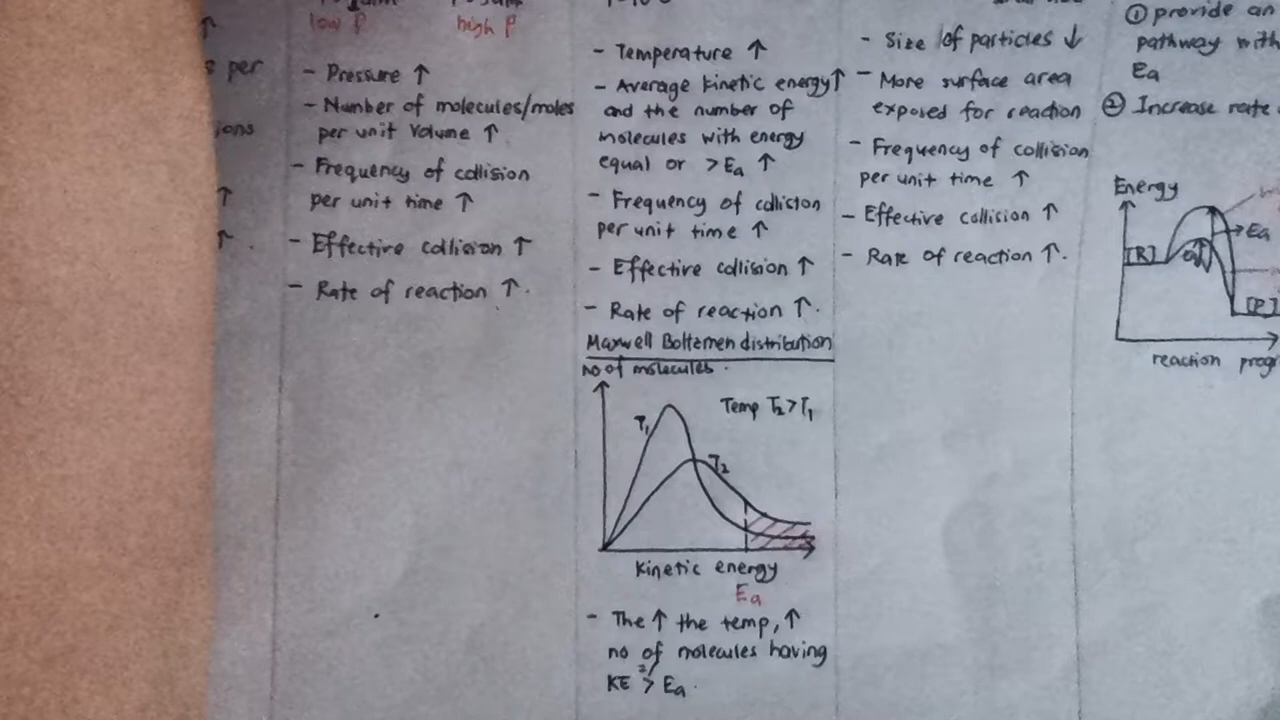 ↑
per
ions
↑
↑.
low P
high P
- Pressure ↑
- Number of molecules/moles
per unit volume ↑
- Frequency of collision
per unit time ↑
- Effective collision ↑
- Rate of reaction ↑.
- Temperature ↑
- Average kinetic energy↑
and the number of
molecules with energy
equal or > Ea ↑
- Frequency of collision
per unit time ↑
- Effective collision ↑
- Rate of reaction ↑.
Maxwell Boltzmen distribution
no of molecules.
Temp T2 > T1
T1
T2
Kinetic energy
Ea
- The ↑ the temp, ↑
no of molecules having
KE > Ea.
- Size of particles ↓
- More surface area
exposed for reaction
- Frequency of collision
per unit time ↑
- Effective collision ↑
- Rate of reaction ↑.
① provide an
pathway with
Ea
② Increase rate
Energy
Ea
[R]
[P]
reaction prog